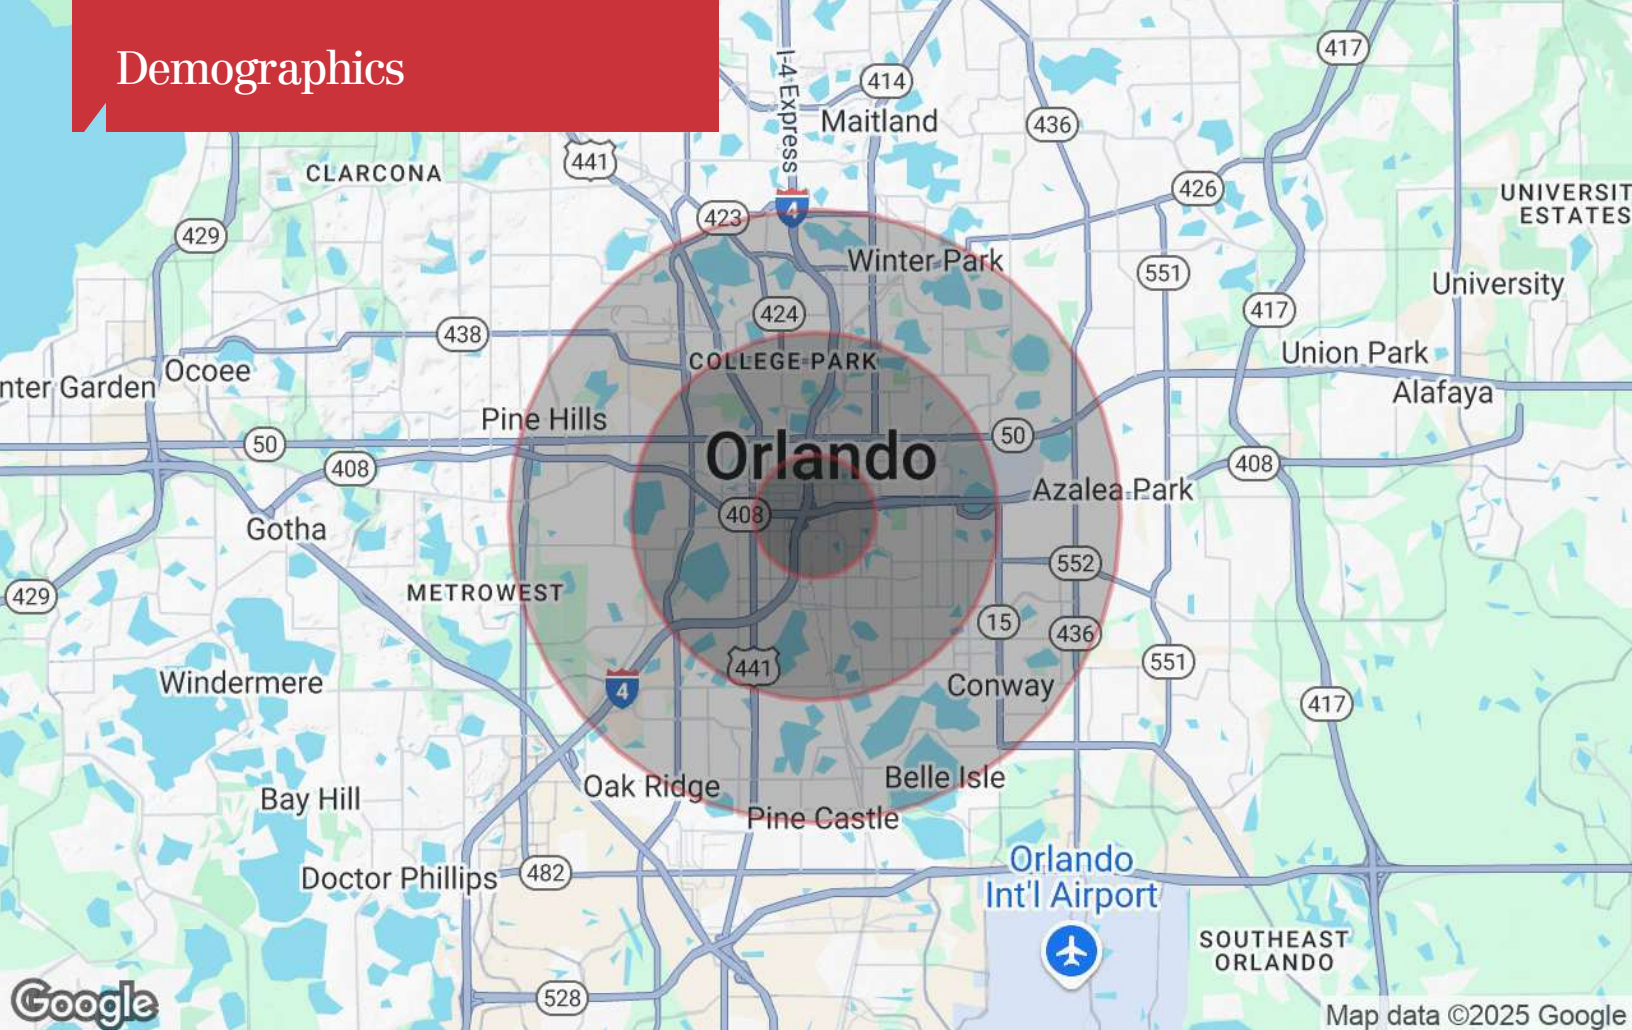 Demographics
I-4 Express
414
417
Maitland
436
441
CLARCONA
426
UNIVERSIT
ESTATES
423
4
429
Winter Park
551
University
424
417
438
COLLEGE PARK
Union Park
Ocoee
nter Garden
Alafaya
Pine Hills
50
50
Orlando
408
408
Azalea Park
408
Gotha
552
METROWEST
429
15
436
441
551
Windermere
4
Conway
417
Oak Ridge
Belle Isle
Bay Hill
Pine Castle
Orlando
Int'l Airport
Doctor Phillips
482
SOUTHEAST
ORLANDO
528
Google
Map data ©2025 Google